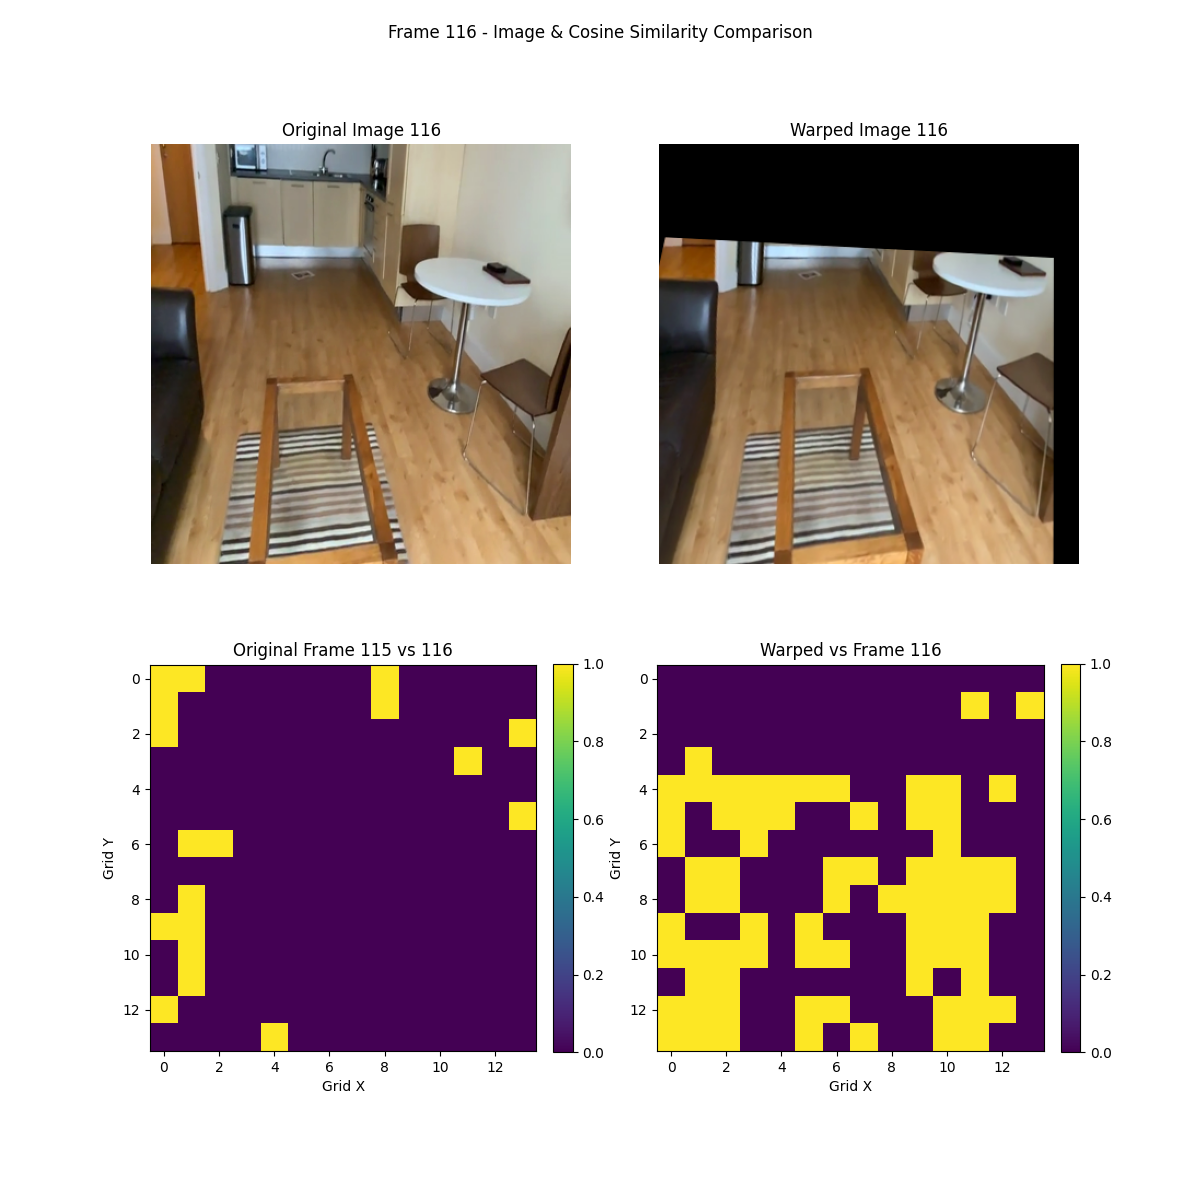 Frame 116 - Image & Cosine Similarity Comparison
Original Image 116
Warped Image 116
Original Frame 115 vs 116
Warped vs Frame 116
0
2
4
6
8
10
12
Grid Y
0 2 4 6 8 10 12
Grid X
1.0
0.8
0.6
0.4
0.2
0.0
0
2
4
6
8
10
12
Grid Y
0 2 4 6 8 10 12
Grid X
1.0
0.8
0.6
0.4
0.2
0.0